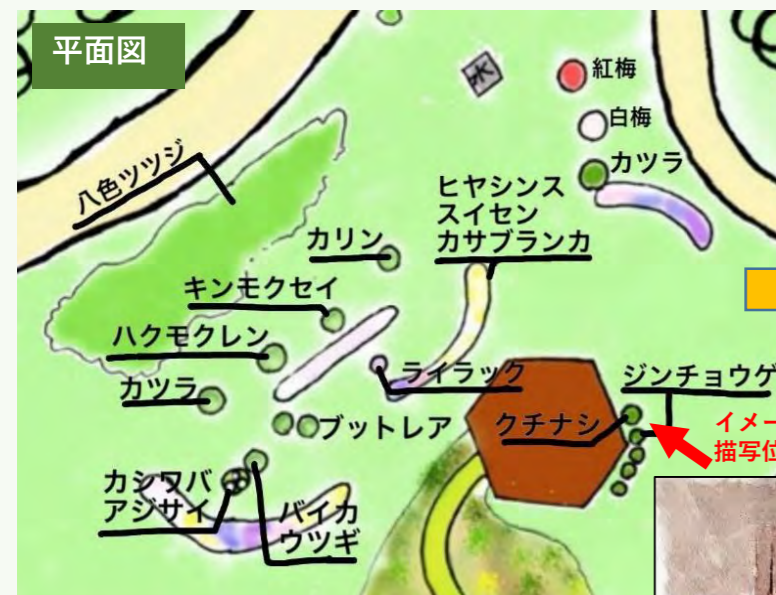 平面図
水
紅梅
白梅
カツラ
八色ツツジ
ヒヤシンス
スイセン
カサブランカ
カリン
キンモクセイ
ハクモクレン
カツラ
ライラック
ジンチョウゲ
ブットレア
クチナシ
イメー
描写位
カシワバ
アジサイ
バイカ
ウツギ